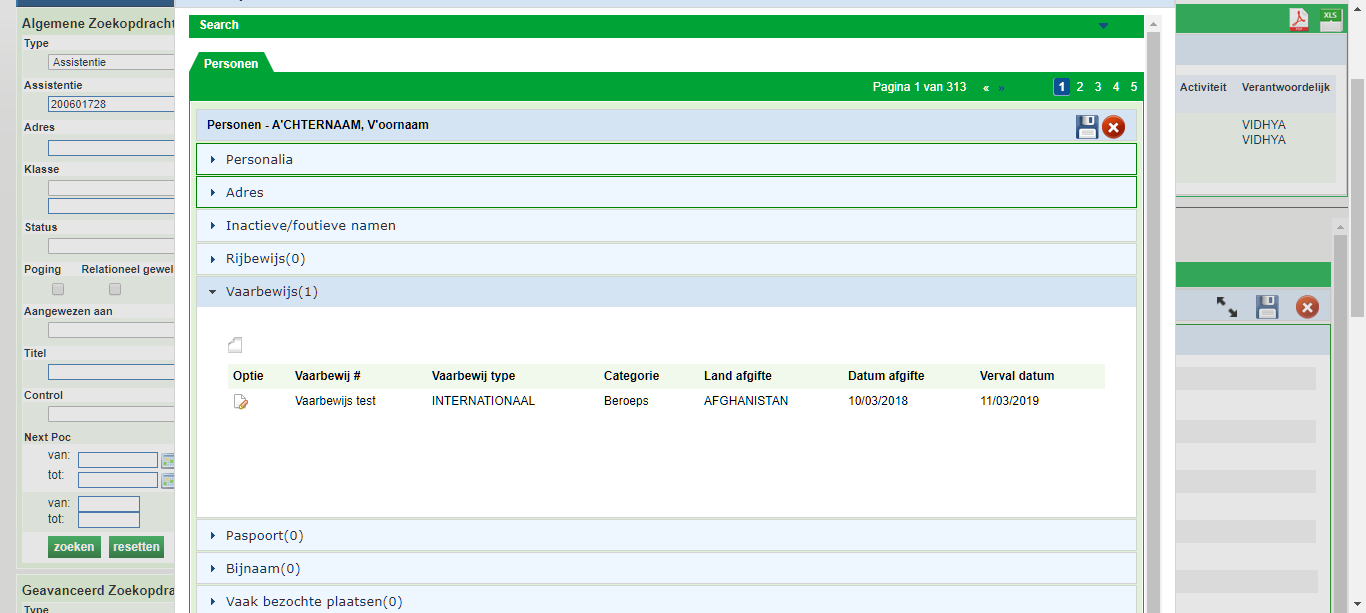 Algemene Zoekopdracht
Type
Assistentie
Assistentie
200601728
Adres
Klasse
Status
Poging Relationeel gewel
Aangewezen aan
Titel
Control
Next Poc
van:
tot:
van:
tot:
zoeken resetten
Geavanceerd Zoekopdra
Type
Search
Personen
Pagina 1 van 313 « » 1 2 3 4 5
Personen - A'CHTERNAAM, V'oornaam
Personalia
Adres
Inactieve/foutieve namen
Rijbewijs(0)
Vaarbewijs(1)
Optie Vaarbewij # Vaarbewij type Categorie Land afgifte Datum afgifte Verval datum
Vaarbewijs test INTERNATIONAAL Beroeps AFGHANISTAN 10/03/2018 11/03/2019
Paspoort(0)
Bijnaam(0)
Vaak bezochte plaatsen(0)
XLS
Activiteit Verantwoordelijk
VIDHYA
VIDHYA